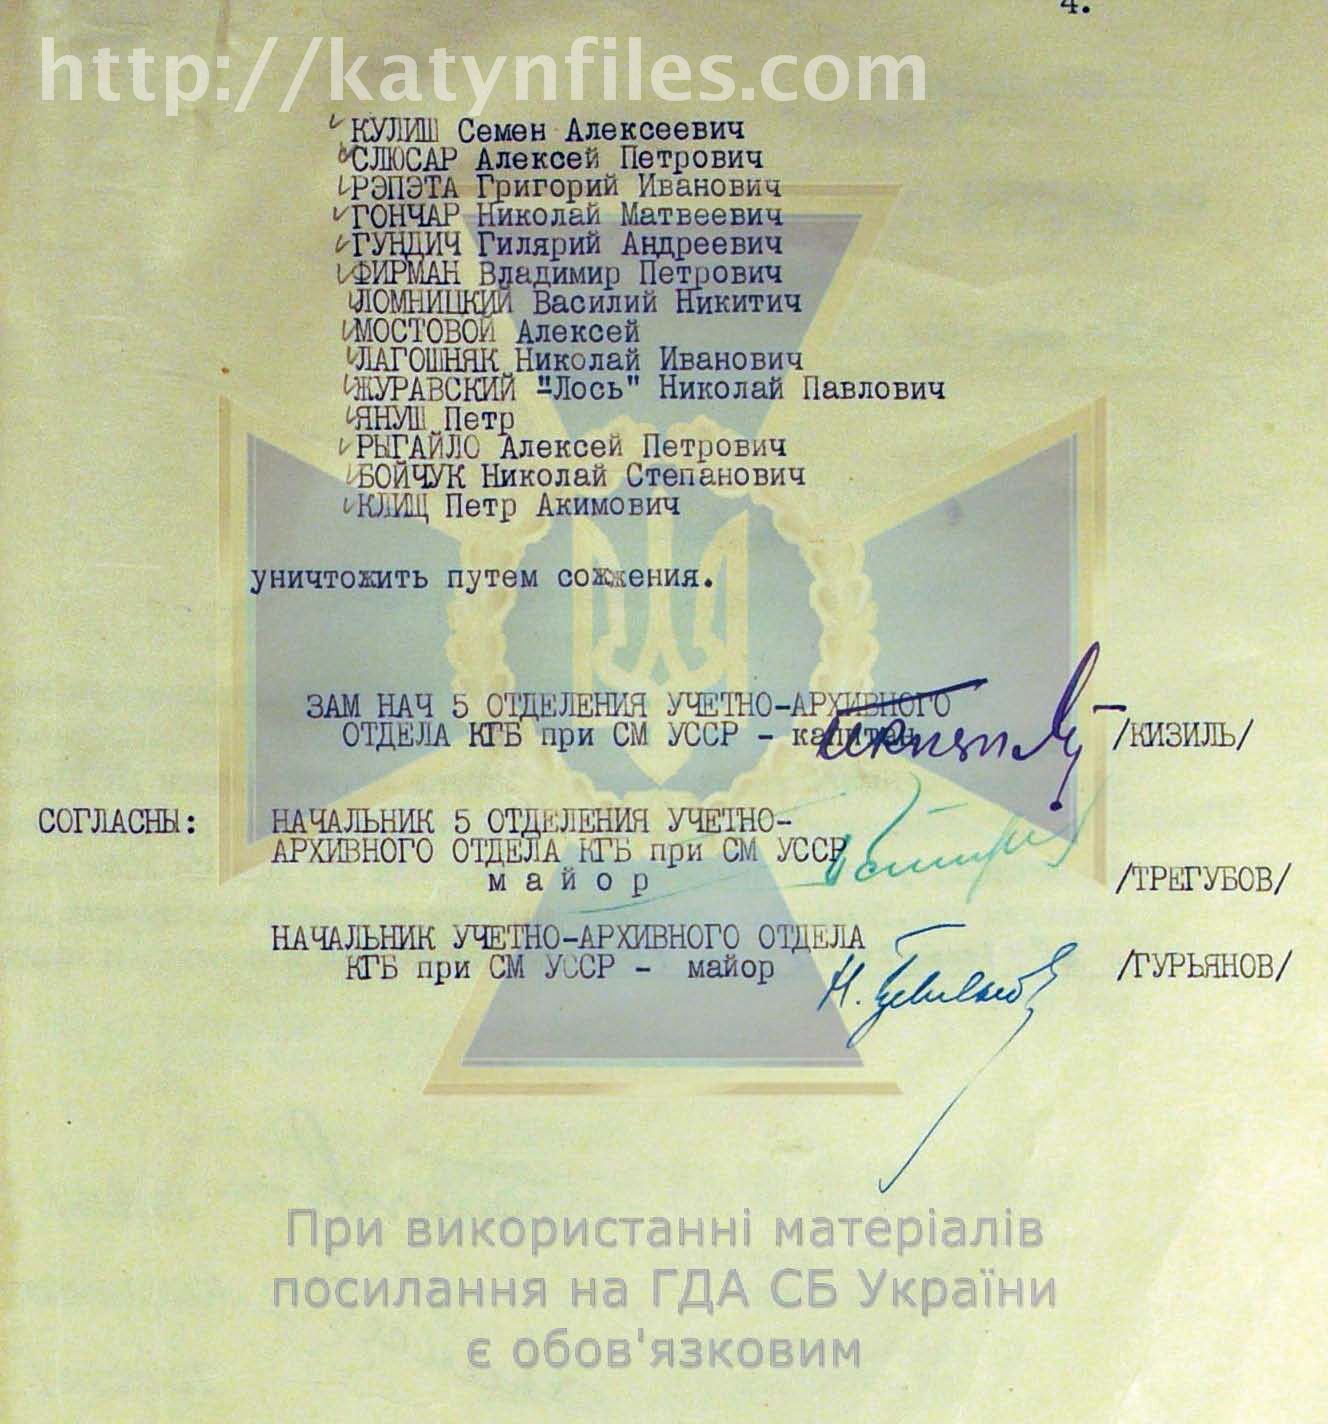 4.
http://katynfiles.com
КУЛИШ Семен Алексеевич
СЛЮСАР Алексей Петрович
РЭПЭТА Григорий Иванович
ГОНЧАР Николай Матвеевич
ГУНДИЧ Гилярий Андреевич
ФИРМАН Владимир Петрович
ЛОМНИЦКИЙ Василий Никитич
МОСТОВОЙ Алексей
ЛАГОШНЯК Николай Иванович
ЖУРАВСКИЙ "Лось" Николай Павлович
ЯНУШ Петр
РЫГАЙЛО Алексей Петрович
БОЙЧУК Николай Степанович
КЛИЩ Петр Акимович
уничтожить путем сожжения.
ЗАМ НАЧ 5 ОТДЕЛЕНИЯ УЧЕТНО-АРХИВНОГО
ОТДЕЛА КГБ при СМ УССР - капитан /КИЗИЛЬ/
СОГЛАСНЫ: НАЧАЛЬНИК 5 ОТДЕЛЕНИЯ УЧЕТНО-
АРХИВНОГО ОТДЕЛА КГБ при СМ УССР
м а й о р /ТРЕГУБОВ/
НАЧАЛЬНИК УЧЕТНО-АРХИВНОГО ОТДЕЛА
КГБ при СМ УССР - майор /ГУРЬЯНОВ/
При використанні матеріалів
посилання на ГДА СБ України
є обов'язковим